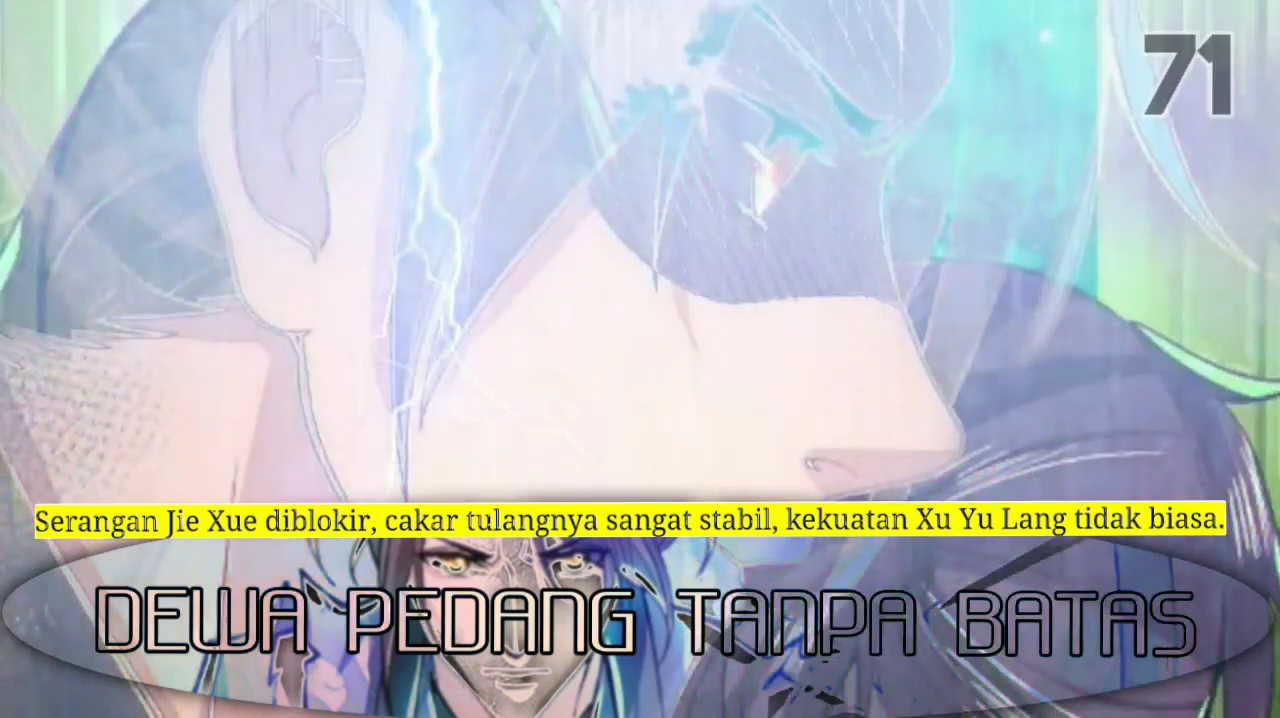 71
Serangan Jie Xue diblokir, cakar tulangnya sangat stabil, kekuatan Xu Yu Lang tidak biasa.
DEWA PEDANG TANPA BATAS